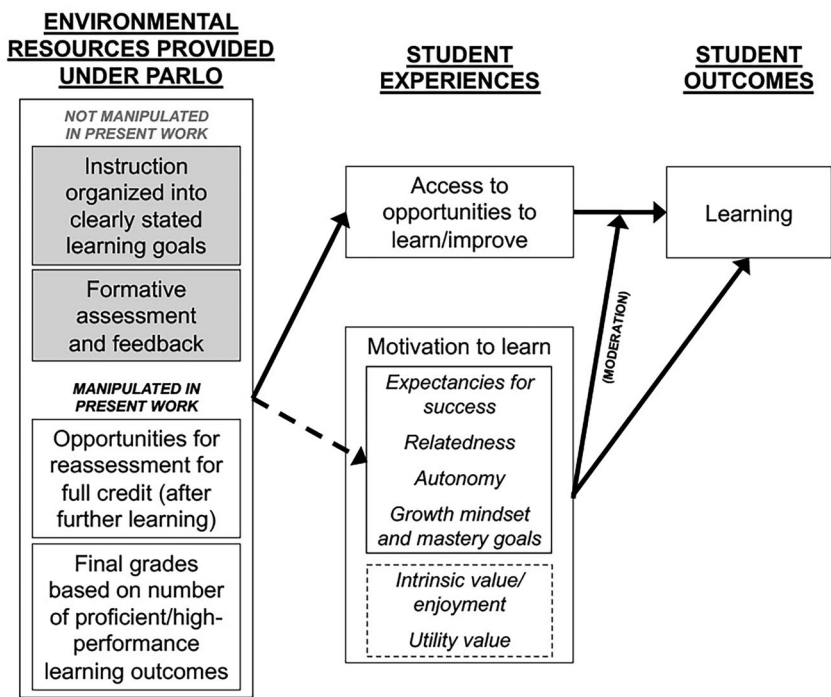 ENVIRONMENTAL
RESOURCES PROVIDED
UNDER PARLO
NOT MANIPULATED
IN PRESENT WORK
Instruction
organized into
clearly stated
learning goals
Formative
assessment
and feedback
MANIPULATED IN
PRESENT WORK
Opportunities for
reassessment for
full credit (after
further learning)
Final grades
based on number
of proficient/high-
performance
learning outcomes
STUDENT
EXPERIENCES
Access to
opportunities to
learn/improve
Motivation to learn
Expectancies for
success
Relatedness
Autonomy
Growth mindset
and mastery goals
Intrinsic value/
enjoyment
Utility value
(MODERATION)
STUDENT
OUTCOMES
Learning